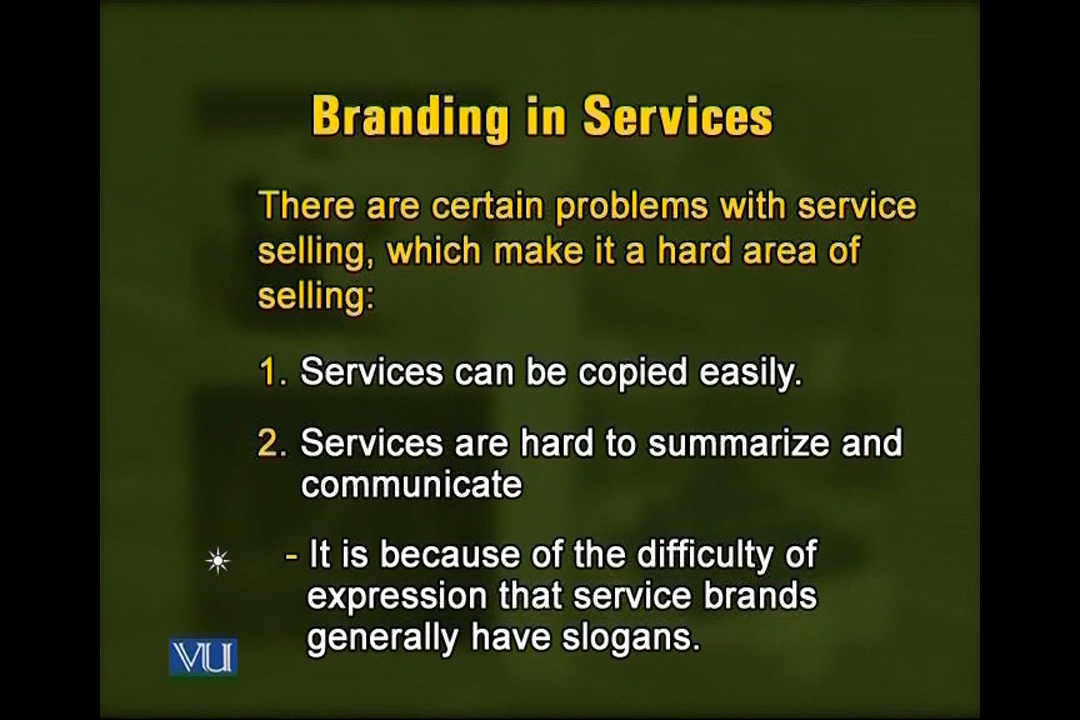 Branding in Services
There are certain problems with service
selling, which make it a hard area of
selling:
1. Services can be copied easily.
2. Services are hard to summarize and
communicate
- It is because of the difficulty of
expression that service brands
generally have slogans.
VU